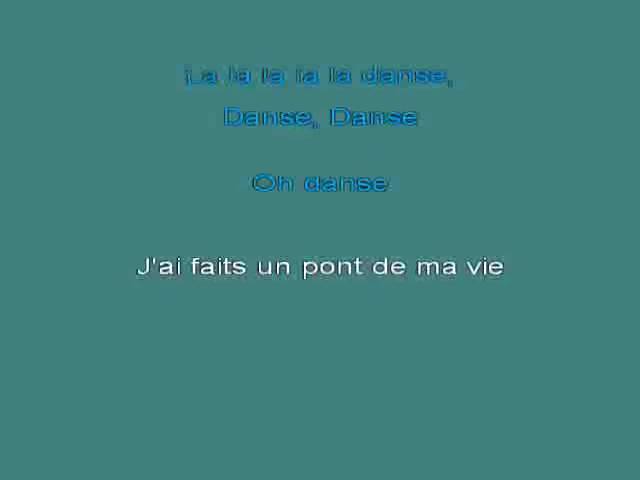 La la la la la danse,
Danse, Danse
Oh danse
J'ai faits un pont de ma vie